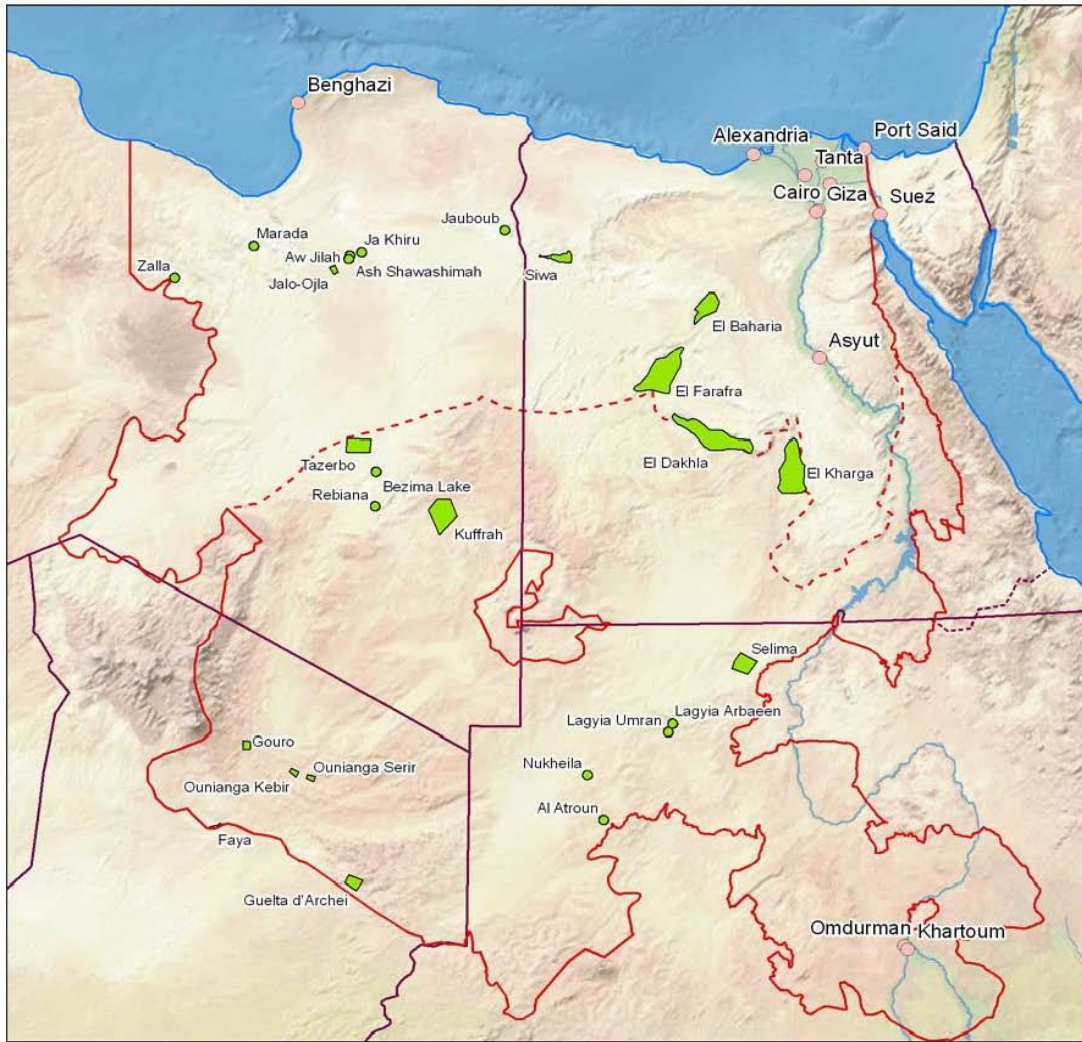 Benghazi
Alexandria
Port Said
Tanta
Cairo
Giza
Suez
Jauboub
Marada
Ja Khiru
Aw Jilah
Ash Shawashimah
Zalla
Jalo-Ojla
Siwa
El Baharia
Asyut
El Farafra
El Dakhla
El Kharga
Tazerbo
Bezima Lake
Rebiana
Kuffrah
Selima
Lagyia Umran
Lagyia Arbaeen
Gouro
Ounianga Serir
Ounianga Kebir
Nukheila
Al Atroun
Faya
Guelta d'Archei
Omdurman
Khartoum